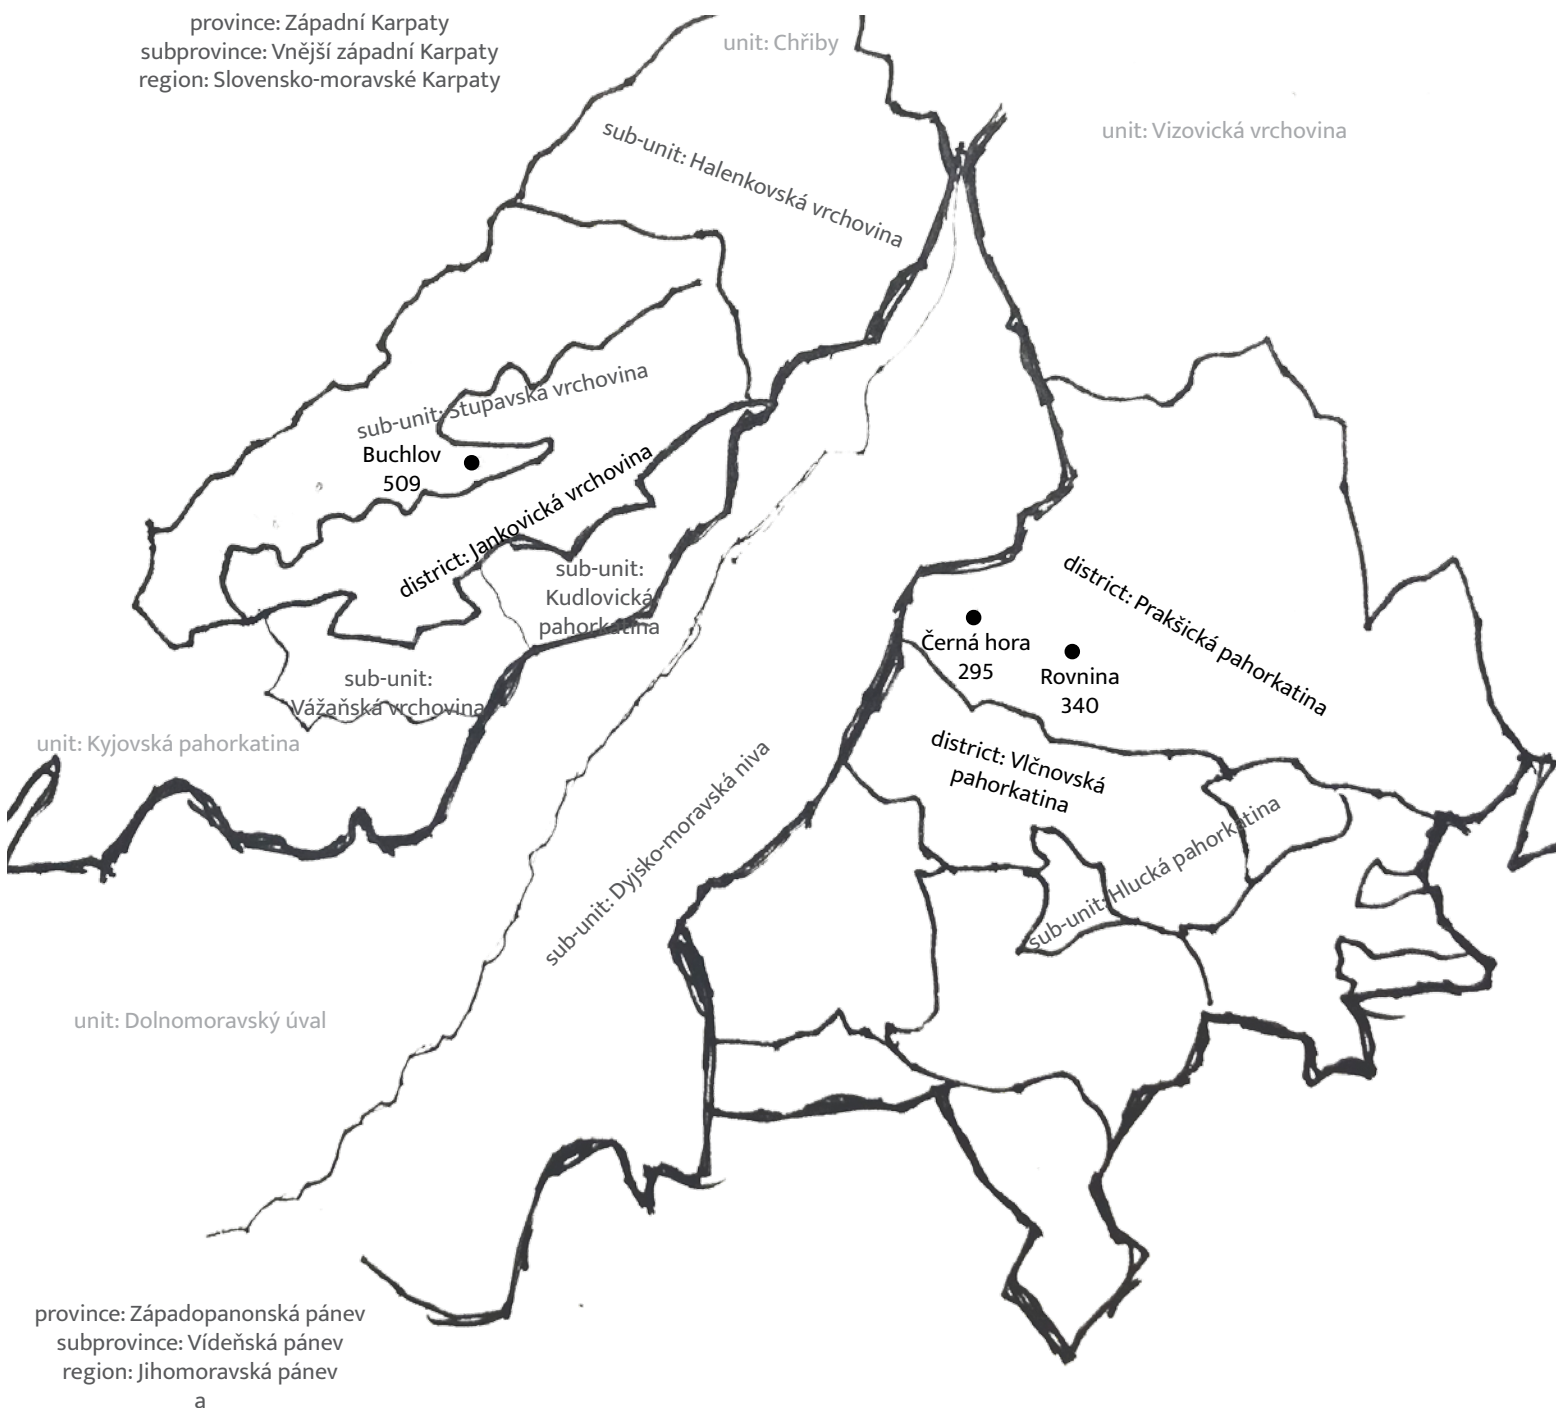 province: Západní Karpaty
subprovince: Vnější západní Karpaty
region: Slovensko-moravské Karpaty
unit: Chřiby
unit: Vizovická vrchovina
sub-unit: Halenkovská vrchovina
sub-unit: Stupavská vrchovina
Buchlov
509
district: Jankovická vrchovina
sub-unit:
Kudlovická
pahorkatina
district: Prakšická pahorkatina
Černá hora
295
Rovnina
340
sub-unit:
Vážaňská vrchovina
unit: Kyjovská pahorkatina
district: Vlčnovská
pahorkatina
sub-unit: Dyjsko-moravská niva
sub-unit: Hlucká pahorkatina
unit: Dolnomoravský úval
province: Západopanonská pánev
subprovince: Vídeňská pánev
region: Jihomoravská pánev
a